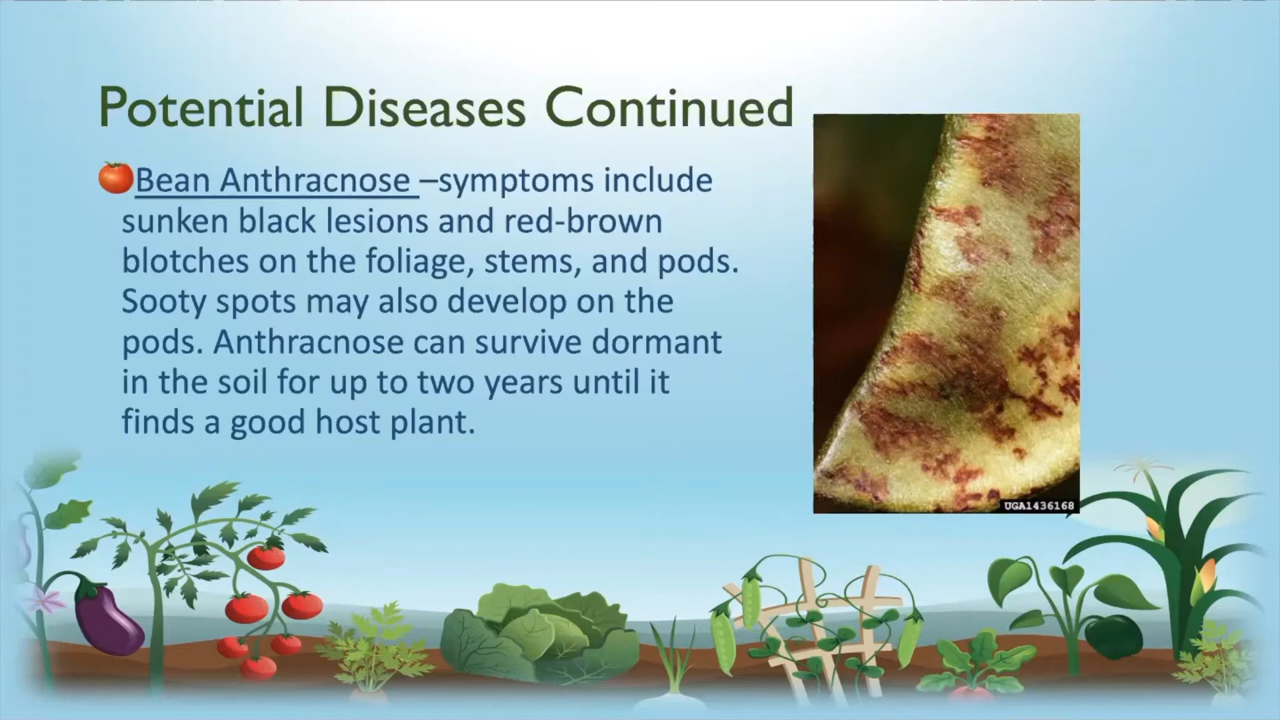 Potential Diseases Continued
Bean Anthracnose –symptoms include
sunken black lesions and red-brown
blotches on the foliage, stems, and pods.
Sooty spots may also develop on the
pods. Anthracnose can survive dormant
in the soil for up to two years until it
finds a good host plant.
UGA1436168